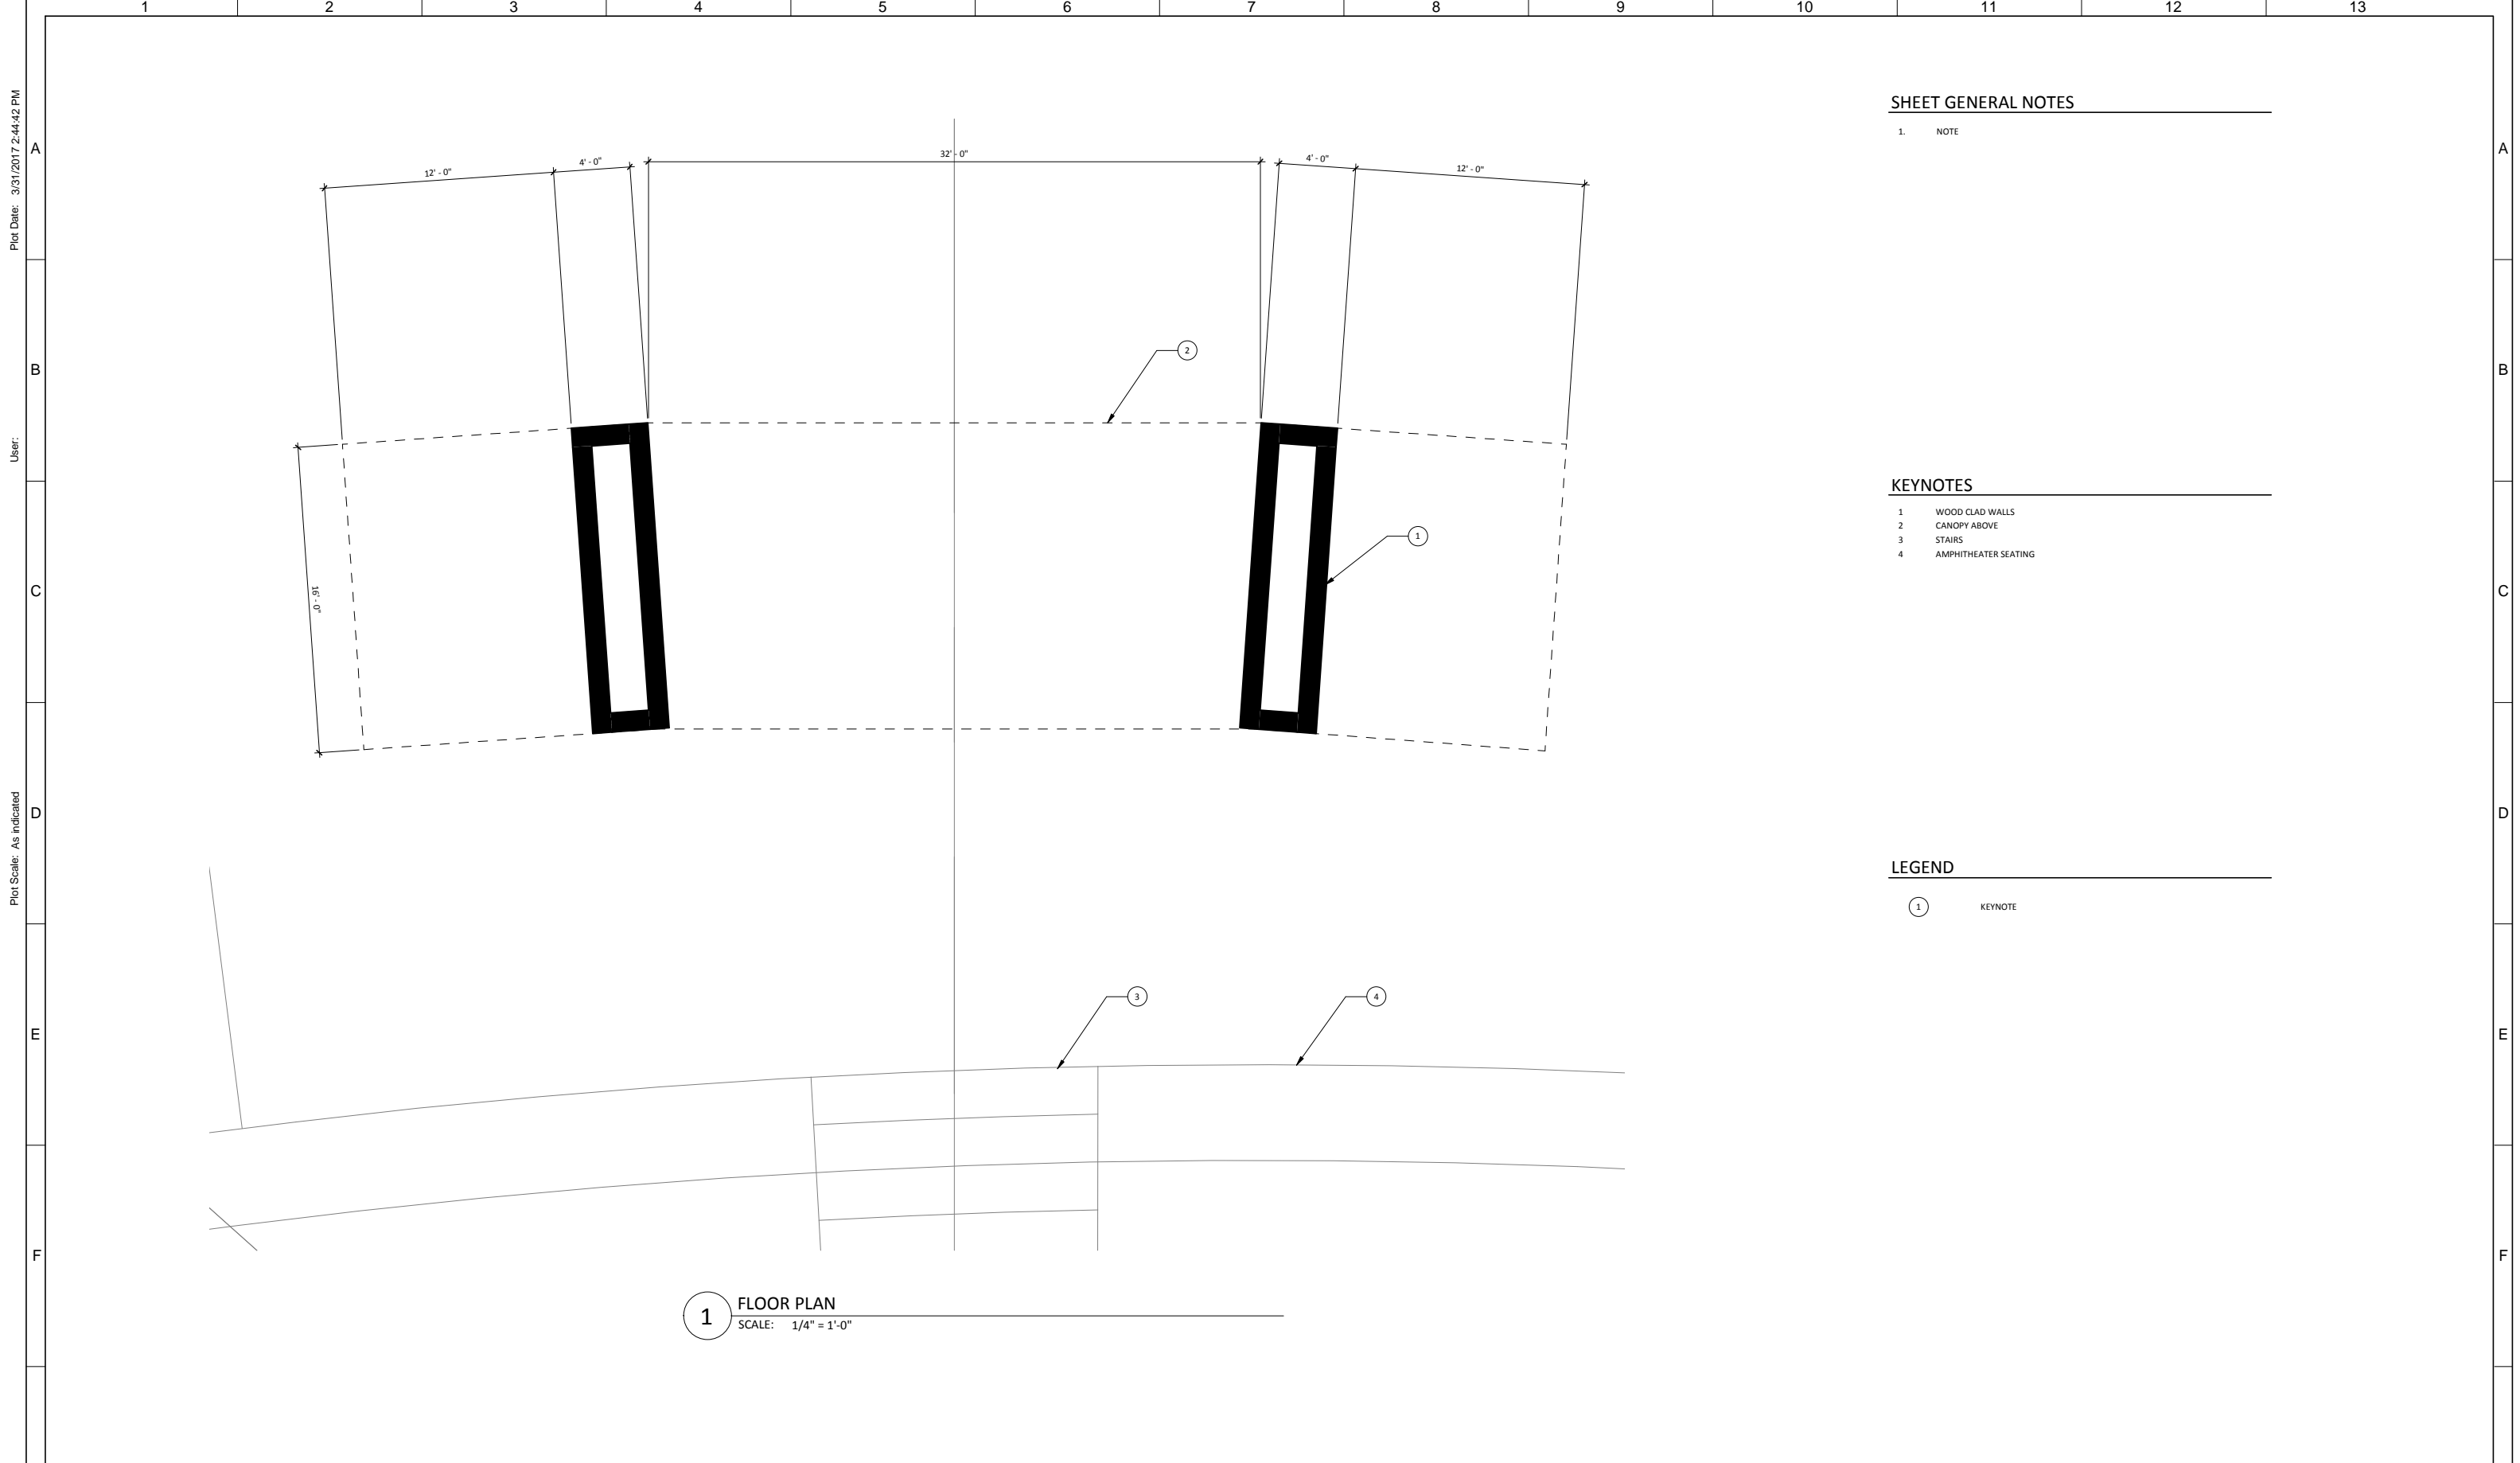 1 2 3 4 5 6 7 8 9 10 11 12 13
Plot Date: 3/31/2017 2:44:42 PM
User:
Plot Scale: As indicated
A
B
C
D
E
F
12' - 0"
4' - 0"
32' - 0"
4' - 0"
12' - 0"
16' - 0"
2
1
3
4
1
FLOOR PLAN
SCALE: 1/4" = 1'-0"
SHEET GENERAL NOTES
1. NOTE
KEYNOTES
1 WOOD CLAD WALLS
2 CANOPY ABOVE
3 STAIRS
4 AMPHITHEATER SEATING
LEGEND
1 KEYNOTE
A
B
C
D
E
F